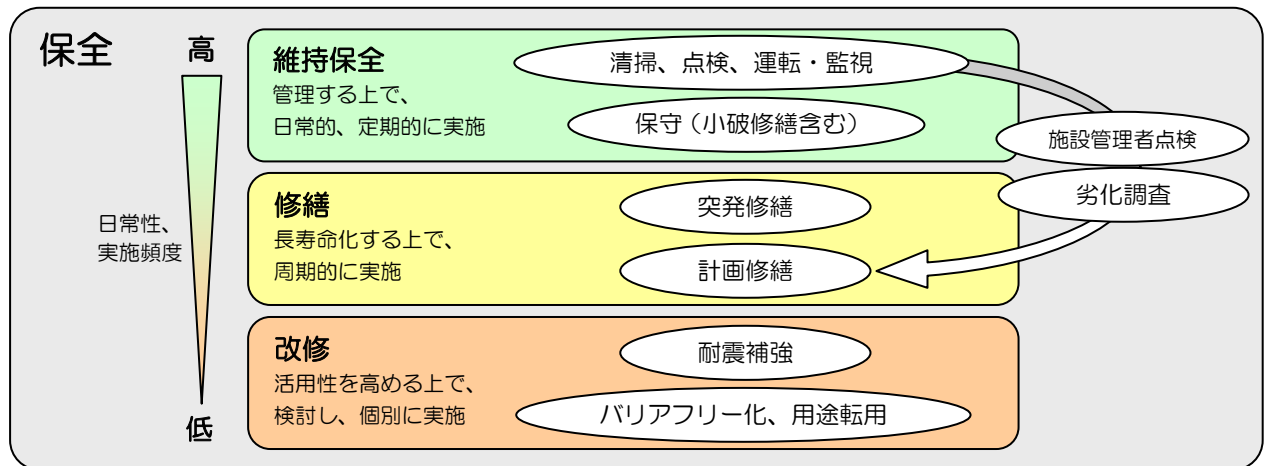 保全
高
日常性、
実施頻度
低
維持保全
管理する上で、
日常的、定期的に実施
清掃、点検、運転・監視
保守（小破修繕含む）
施設管理者点検
劣化調査
修繕
長寿命化する上で、
周期的に実施
突発修繕
計画修繕
改修
活用性を高める上で、
検討し、個別に実施
耐震補強
バリアフリー化、用途転用